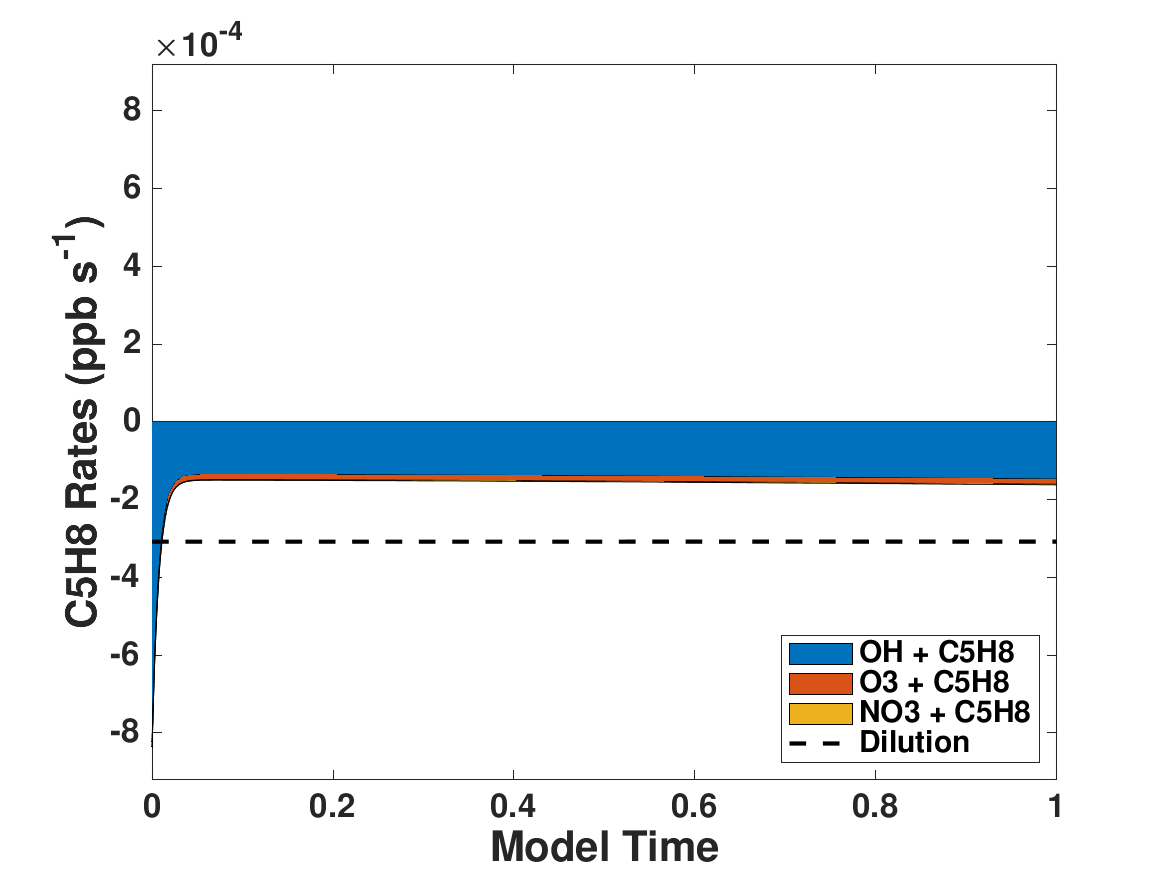 ×10-4
8
6
4
2
0
-2
-4
-6
-8
C5H8 Rates (ppb s-1)
OH + C5H8
O3 + C5H8
NO3 + C5H8
Dilution
0 0.2 0.4 0.6 0.8 1
Model Time